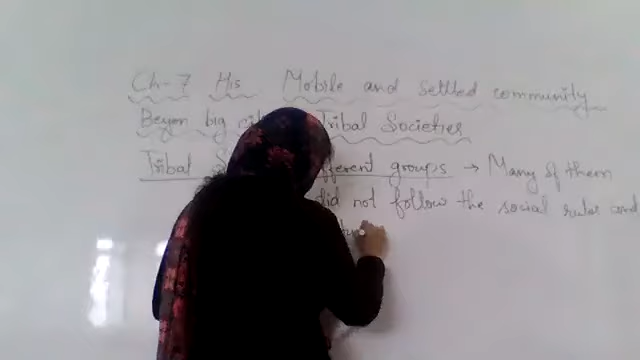 Ch-7 His Mobile and settled community
Beyon big Tribal Societies
Tribal fferent groups → Many of them
did not follow the social rules and